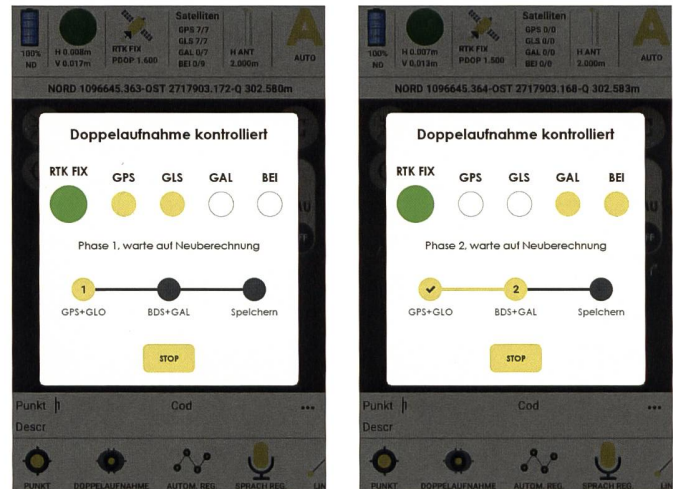 Satelliten
GPS 7/7
GLS 7/7
GAL 0/7
BEI 0/9
100%
ND
H 0.008m
V 0.017m
RTK FIX
PDOP 1.600
H ANT
2.000m
A
AUTO
NORD 1096645.363-OST 2717903.172-Q 302.580m
Doppelaufnahme kontrolliert
RTK FIX GPS GLS GAL BEI
Phase 1, warte auf Neuberechnung
1
GPS+GLO BDS+GAL Speichern
STOP
Punkt Cod ...
Descr
PUNKT DOPPELAUFNAHME AUTOM. REG. SPRACH REG. LIN
Satelliten
GPS 0/0
GLS 0/0
GAL 0/0
BEI 0/0
100%
ND
H 0.007m
V 0.013m
RTK FIX
PDOP 1.500
H ANT
2.000m
A
AUTO
NORD 1096645.364-OST 2717903.168-Q 302.583m
Doppelaufnahme kontrolliert
RTK FIX GPS GLS GAL BEI
Phase 2, warte auf Neuberechnung
2
GPS+GLO BDS+GAL Speichern
STOP
Punkt Cod ...
Descr
PUNKT DOPPELAUFNAHME AUTOM. REG. SPRACH REG. LIN